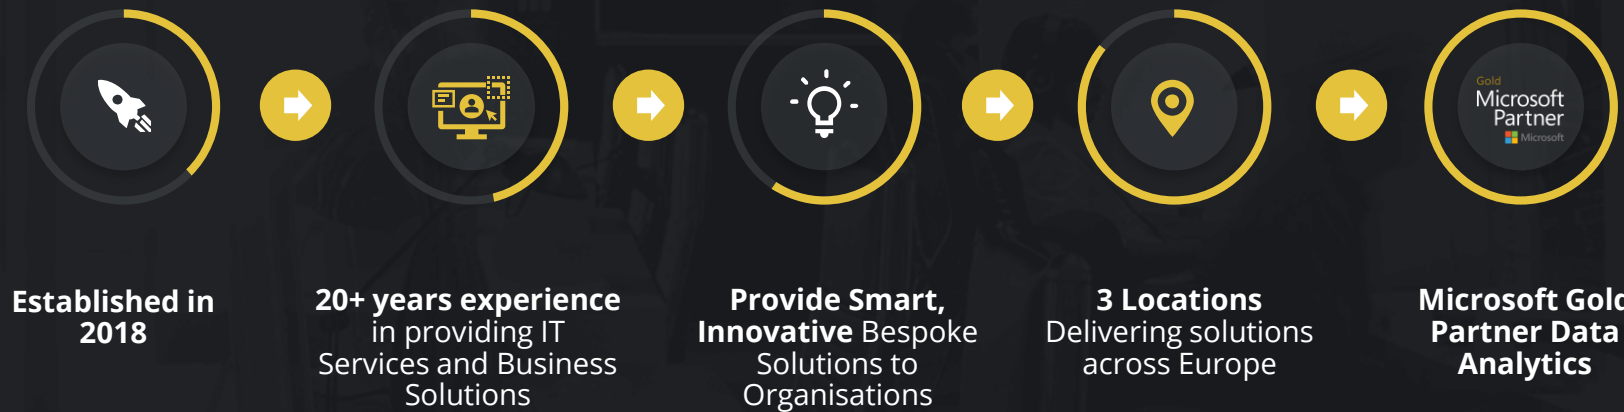 Gold
Microsoft
Partner
Microsoft
Established in
2018
20+ years experience
in providing IT
Services and Business
Solutions
Provide Smart,
Innovative Bespoke
Solutions to
Organisations
3 Locations
Delivering solutions
across Europe
Microsoft Gold
Partner Data
Analytics